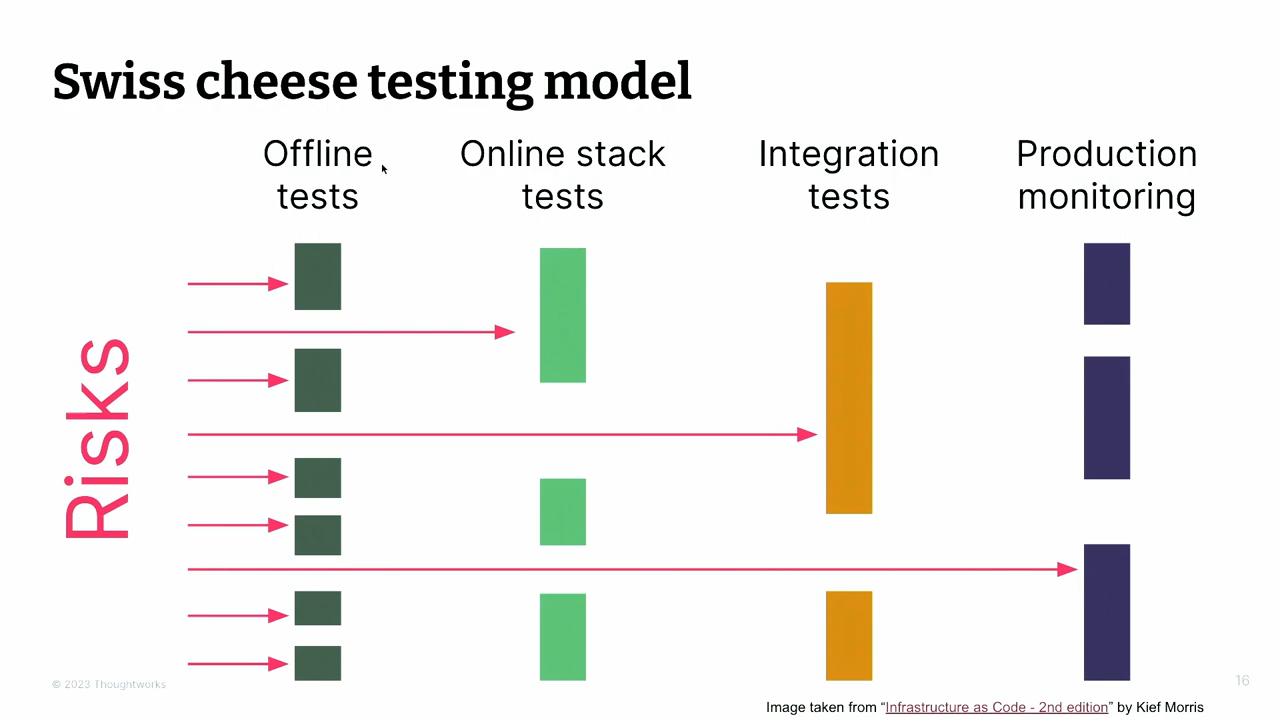 Swiss cheese testing model
Offline
tests
Online stack
tests
Integration
tests
Production
monitoring
Risks
© 2023 Thoughtworks
16
Image taken from “Infrastructure as Code - 2nd edition” by Kief Morris